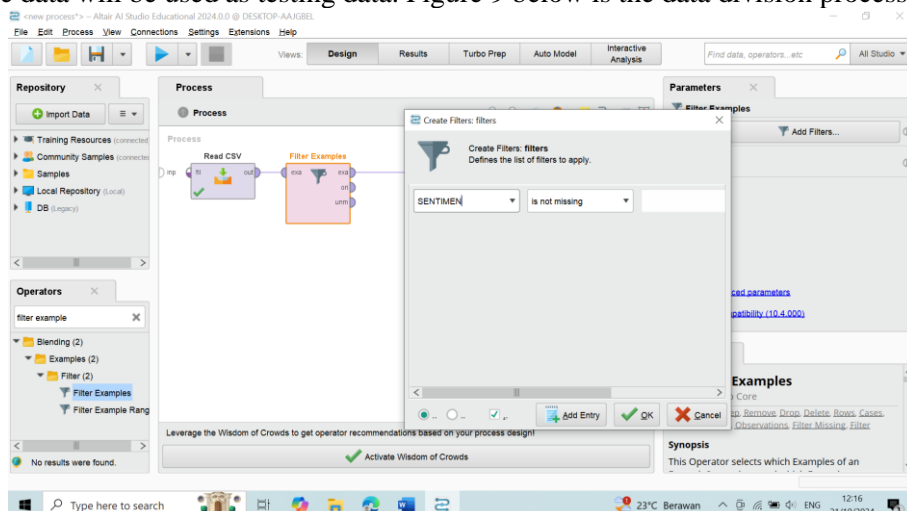 e data will be used as testing data. Figure 9 below is the data division process
<new process*> – Altair AI Studio Educational 2024.0.0 @ DESKTOP-AAJGBEL
File Edit Process View Connections Settings Extensions Help
Views: Design Results Turbo Prep Auto Model Interactive Analysis Find data, operators...etc All Studio
Repository
Import Data
Training Resources (connected
Community Samples (connected
Samples
Local Repository (Local)
DB (Legacy)
Operators
filter example
Blending (2)
Examples (2)
Filter (2)
Filter Examples
Filter Example Rang
No results were found.
Process
Process
Process
inp
Read CSV
fil out
Filter Examples
exa exa
ori
unm
Leverage the Wisdom of Crowds to get operator recommendations based on your process design!
Activate Wisdom of Crowds
Create Filters: filters
Create Filters: filters
Defines the list of filters to apply.
SENTIMEN is not missing
Add Entry OK Cancel
Parameters
Filter Examples
Add Filters...
ced parameters
patibility (10.4.000)
Examples
Core
Remove, Drop, Delete, Rows, Cases,
Observations, Filter Missing, Filter
Synopsis
This Operator selects which Examples of an
Type here to search
23°C Berawan ENG 12:16